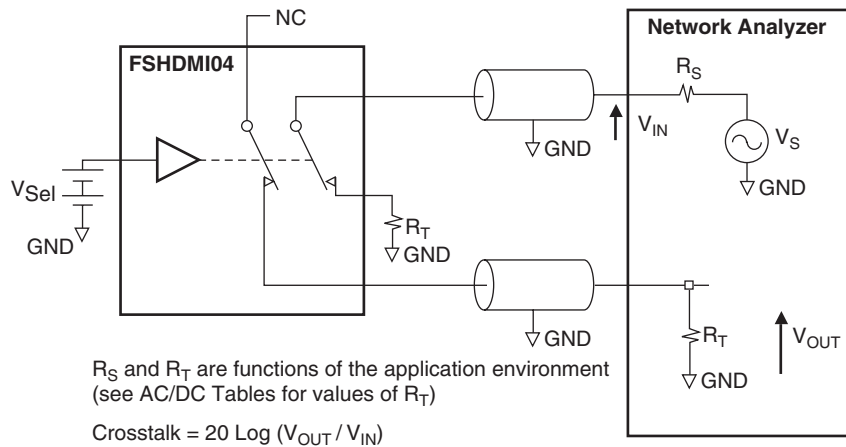 NC
Network Analyzer
FSHDMI04
R_S
V_IN
V_S
GND
GND
V_Sel
GND
R_T
GND
GND
R_T
V_OUT
GND
R_S and R_T are functions of the application environment
(see AC/DC Tables for values of R_T)
Crosstalk = 20 Log (V_OUT / V_IN)